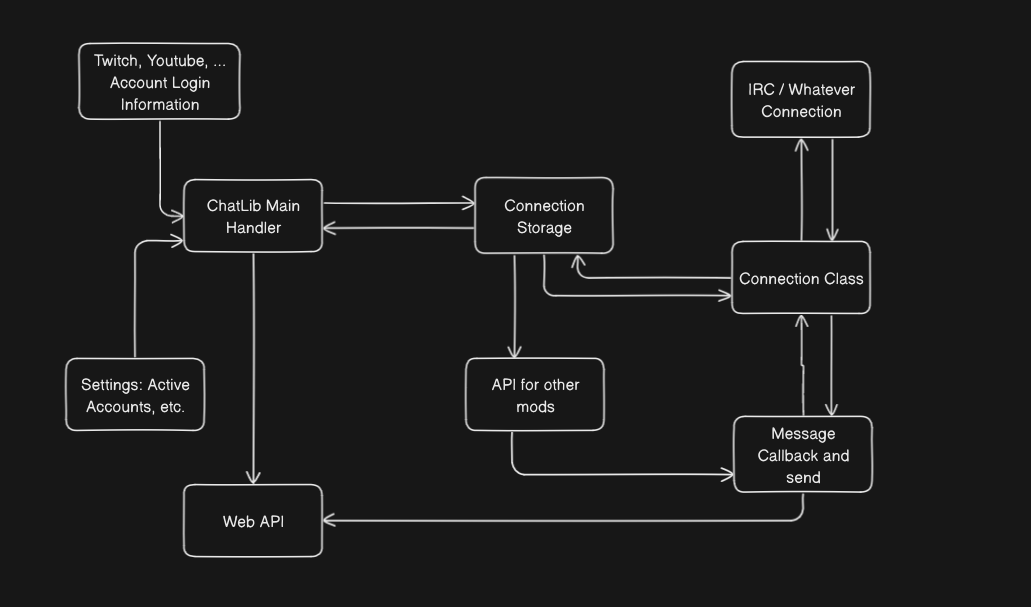 Twitch, Youtube, ...
Account Login
Information
IRC / Whatever
Connection
ChatLib Main
Handler
Connection
Storage
Connection Class
Settings: Active
Accounts, etc.
API for other
mods
Message
Callback and
send
Web API